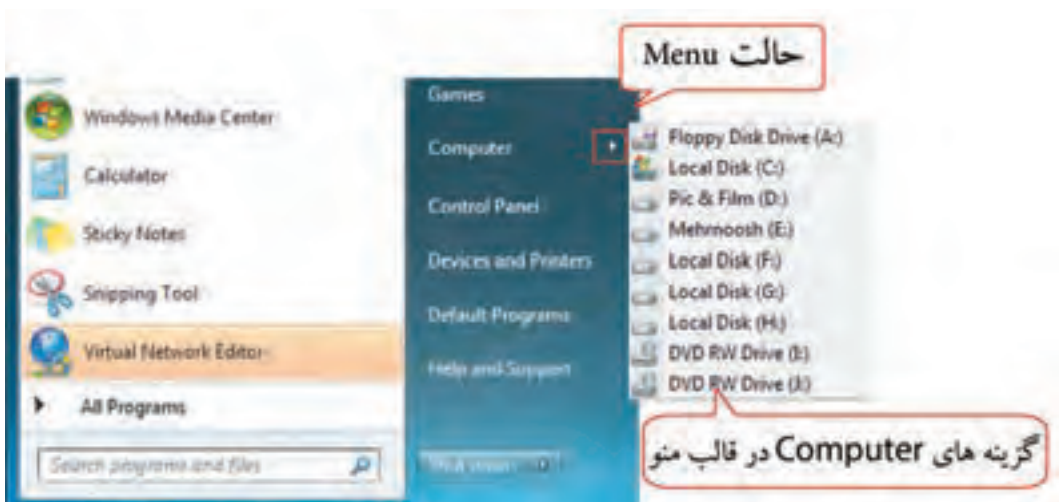 حالت Menu
Windows Media Center
Calculator
Sticky Notes
Snipping Tool
Virtual Network Editor
All Programs
Search programs and files
Games
Computer
Control Panel
Devices and Printers
Default Programs
Help and Support
Floppy Disk Drive (A:)
Local Disk (C:)
Pic & Film (D:)
Mehrnoosh (E:)
Local Disk (F:)
Local Disk (G:)
Local Disk (H:)
DVD RW Drive (I:)
DVD RW Drive (J:)
گزینه های Computer در قالب منو